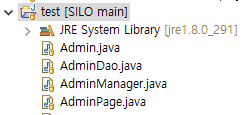 test [SILO main]
JRE System Library [jre1.8.0_291]
Admin.java
AdminDao.java
AdminManager.java
AdminPage.java